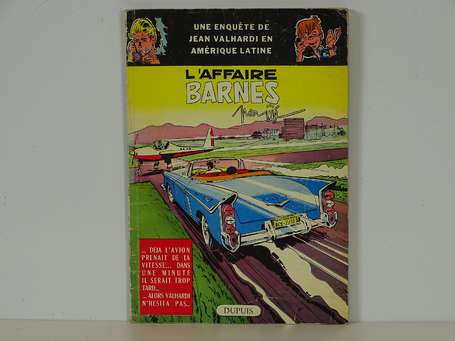 UNE ENQUÊTE DE
JEAN VALHARDI EN
AMÉRIQUE LATINE
L'AFFAIRE
BARNES
... DÉJA L'AVION
PRENAIT DE LA
VITESSE... DANS
UNE MINUTE
IL SERAIT TROP
TARD...
... ALORS VALHARDI
N'HÉSITA PAS...
DUPUIS